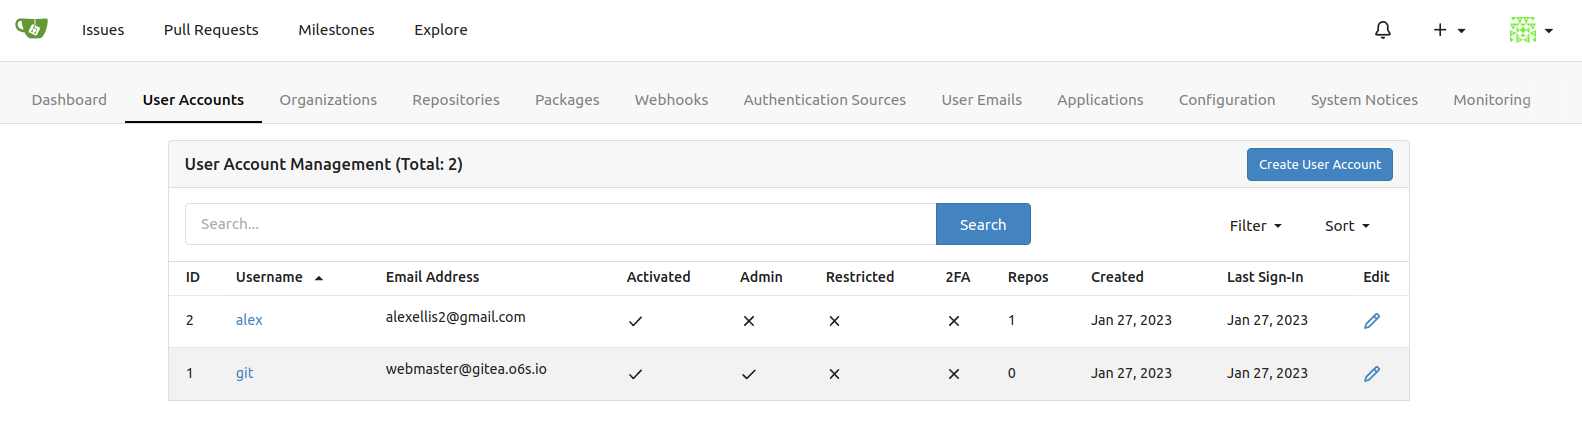 Issues Pull Requests Milestones Explore
Dashboard User Accounts Organizations Repositories Packages Webhooks Authentication Sources User Emails Applications Configuration System Notices Monitoring
User Account Management (Total: 2) Create User Account
Search... Search Filter Sort
ID Username Email Address Activated Admin Restricted 2FA Repos Created Last Sign-In Edit
2 alex alexellis2@gmail.com 1 Jan 27, 2023 Jan 27, 2023
1 git webmaster@gitea.o6s.io 0 Jan 27, 2023 Jan 27, 2023